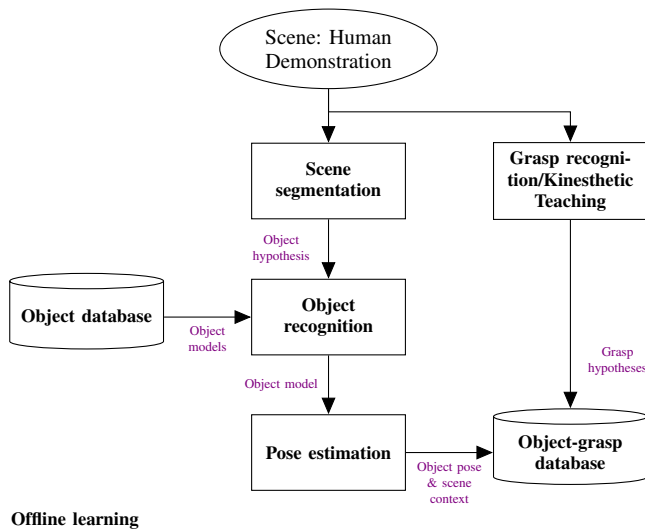 Scene: Human
Demonstration
Scene
segmentation
Grasp recogni-
tion/Kinesthetic
Teaching
Object
hypothesis
Object database
Object
models
Object
recognition
Grasp
hypotheses
Object model
Pose estimation
Object pose
& scene
context
Object-grasp
database
Offline learning